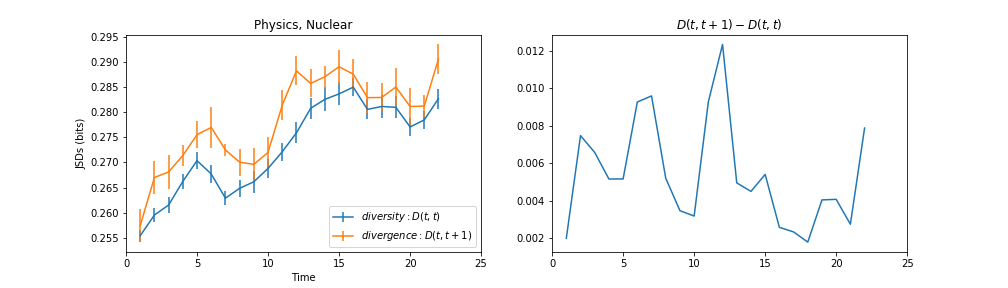 Physics, Nuclear
JSDs (bits)
0.295
0.290
0.285
0.280
0.275
0.270
0.265
0.260
0.255
0 5 10 15 20 25
Time
diversity: D(t, t)
divergence: D(t, t+1)
D(t, t+1) − D(t, t)
0.012
0.010
0.008
0.006
0.004
0.002
0 5 10 15 20 25